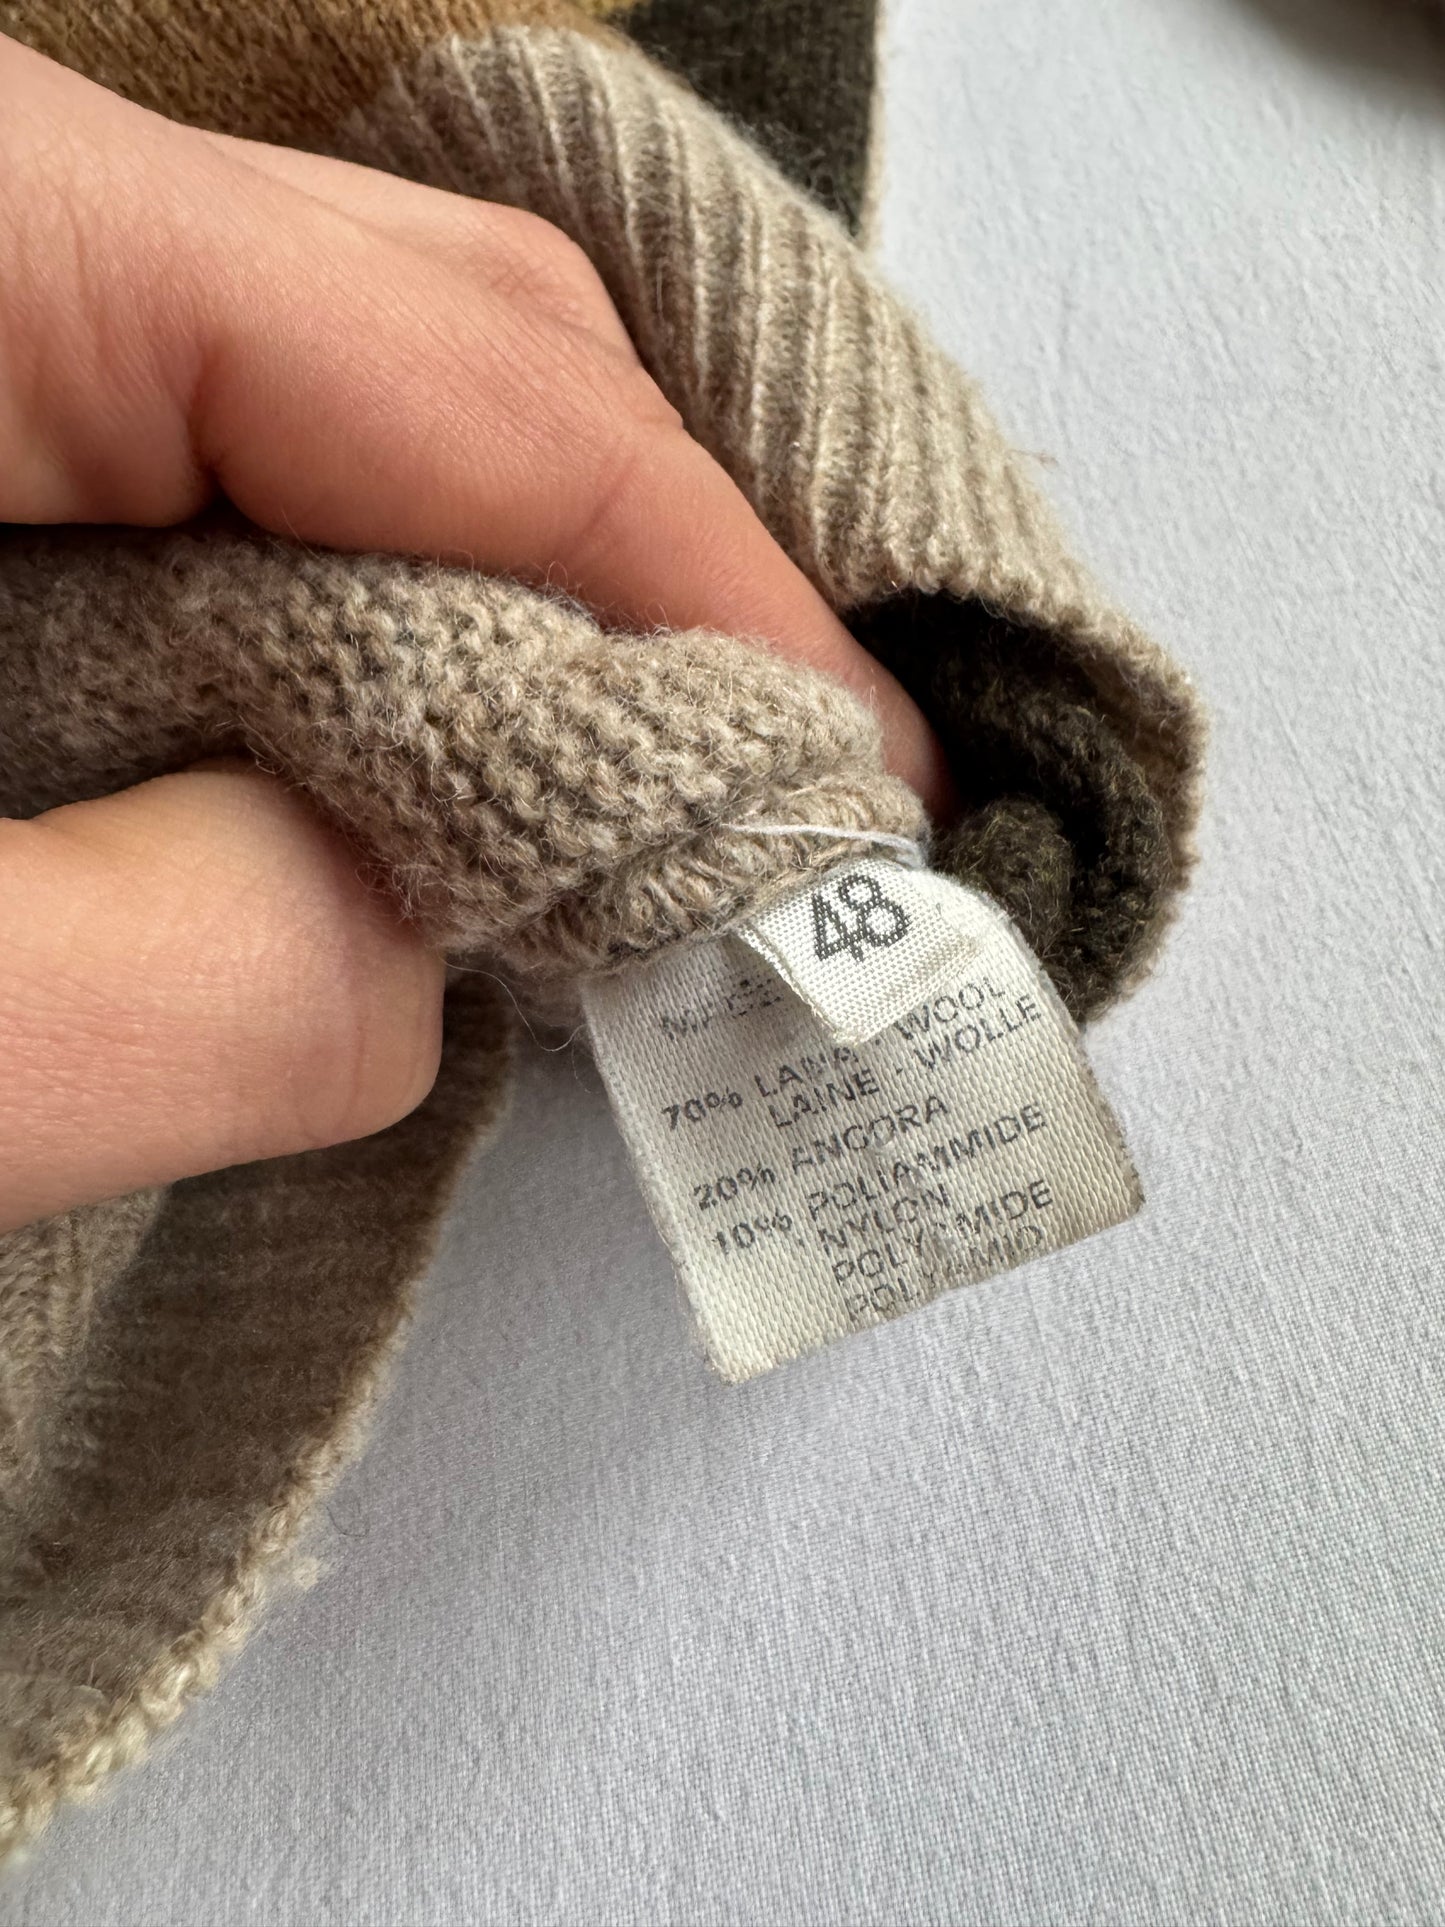 48
70% LANA - WOOL
LAINE - WOLLE
20% ANGORA
10% POLIAMMIDE
NYLON
POLYAMIDE
POLYAMID